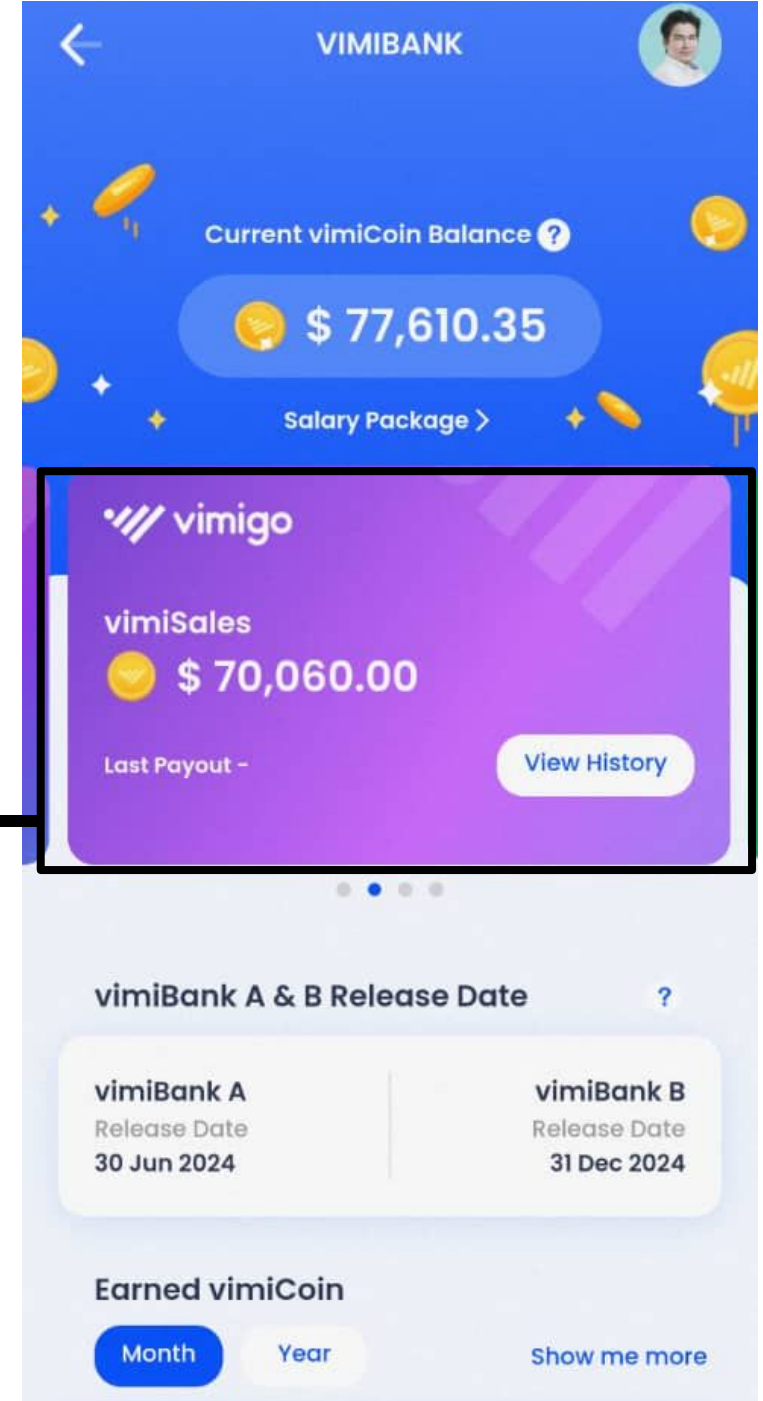 VIMIBANK
Current vimiCoin Balance ?
$ 77,610.35
Salary Package >
vimigo
vimiSales
$ 70,060.00
Last Payout -
View History
vimiBank A & B Release Date ?
vimiBank A vimiBank B
Release Date Release Date
30 Jun 2024 31 Dec 2024
Earned vimiCoin
Month Year Show me more